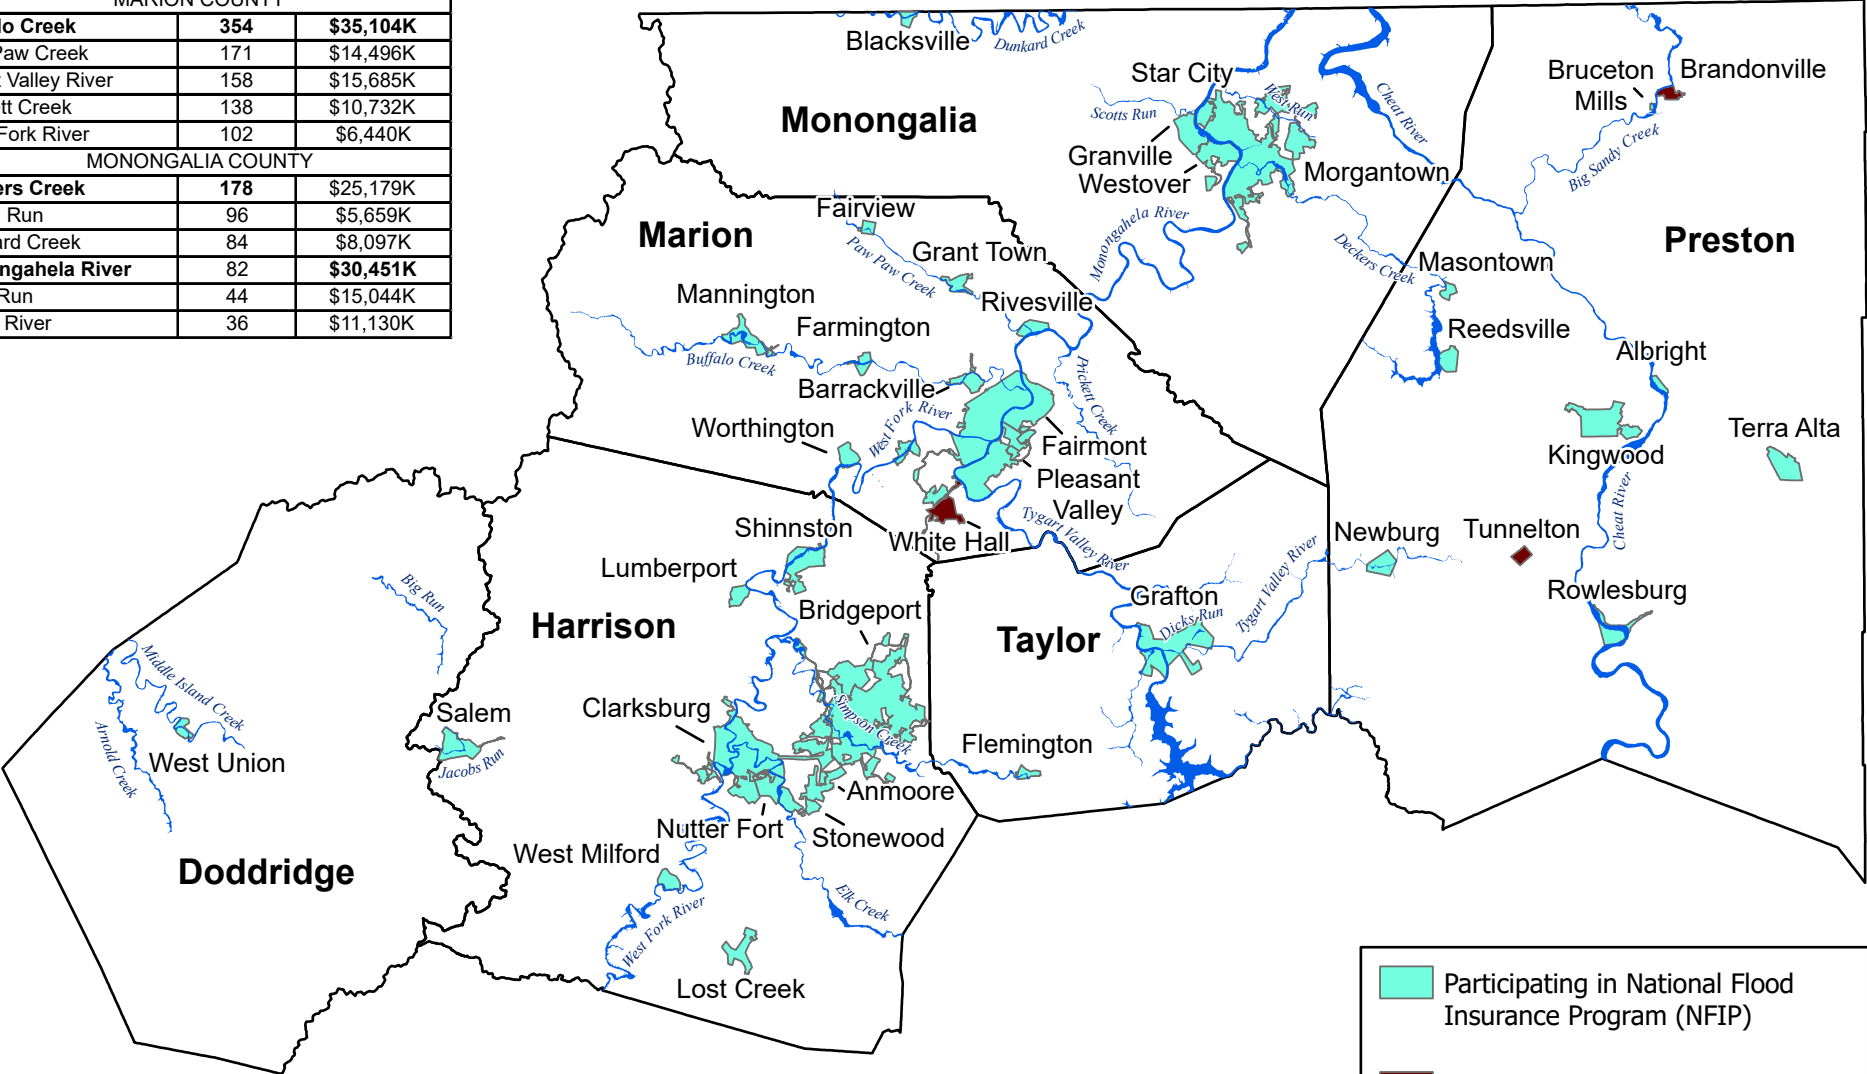 MARION COUNTY
lo Creek 354 $35,104K
Paw Creek 171 $14,496K
t Valley River 158 $15,685K
tt Creek 138 $10,732K
Fork River 102 $6,440K
MONONGALIA COUNTY
ers Creek 178 $25,179K
Run 96 $5,659K
ard Creek 84 $8,097K
ngahela River 82 $30,451K
Run 44 $15,044K
River 36 $11,130K
Blacksville
Dunkard Creek
Star City
West Run
Scotts Run
Cheat River
Bruceton
Mills
Brandonville
Big Sandy Creek
Monongalia
Granville
Westover
Morgantown
Monongahela River
Deckers Creek
Preston
Marion
Fairview
Grant Town
Paw Paw Creek
Rivesville
Mannington
Farmington
Buffalo Creek
Barrackville
Prickett Creek
West Fork River
Worthington
Fairmont
Pleasant
Valley
White Hall
Tygart Valley River
Masontown
Reedsville
Albright
Kingwood
Terra Alta
Cheat River
Newburg
Tunnelton
Rowlesburg
Shinnston
Lumberport
Bridgeport
Harrison
Taylor
Grafton
Dicks Run
Tygart Valley River
Big Run
Middle Island Creek
Arnold Creek
West Union
Salem
Jacobs Run
Clarksburg
Simpson Creek
Flemington
Anmoore
Nutter Fort
Stonewood
West Milford
Elk Creek
West Fork River
Lost Creek
Doddridge
Participating in National Flood
Insurance Program (NFIP)